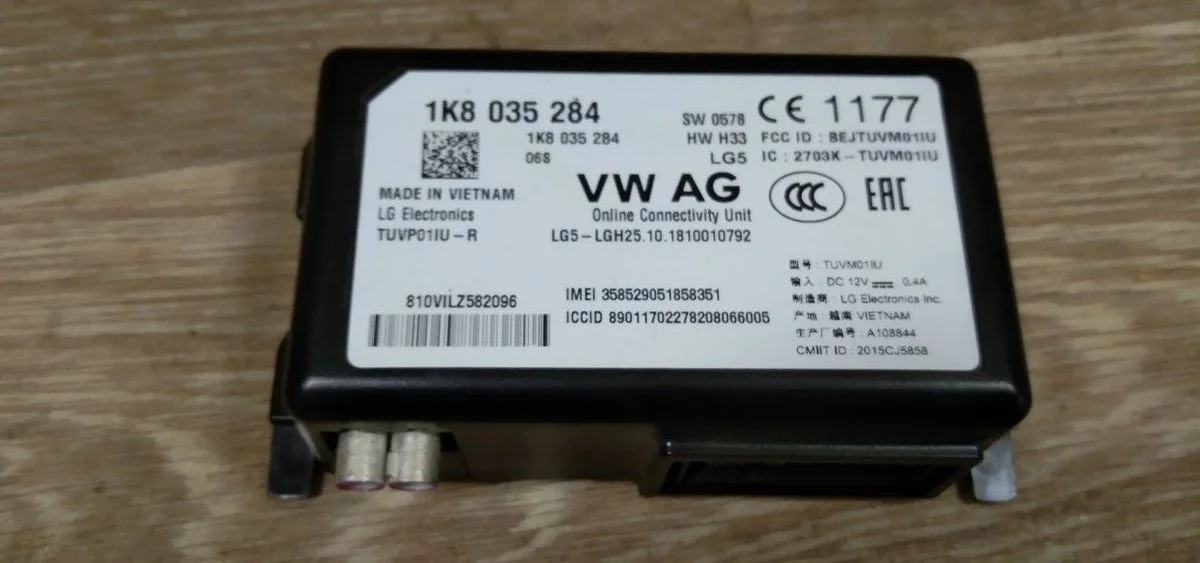 1K8 035 284
1K8 035 284
06S
SW 0578
HW H33
LG5
CE 1177
FCC ID : BEJTUVM01IU
IC : 2703K-TUVM01IU
MADE IN VIETNAM
LG Electronics
TUVP01IU-R
VW AG
Online Connectivity Unit
LG5-LGH25.10.1810010792
CCC
EAC
810VILZ582096
IMEI 358529051858351
ICCID 89011702278208066005
型号 : TUVM01IU
输入 : DC 12V 0.4A
制造商 : LG Electronics Inc.
产地 : 越南 VIETNAM
生产厂编号 : A108844
CMIIT ID : 2015CJ5858